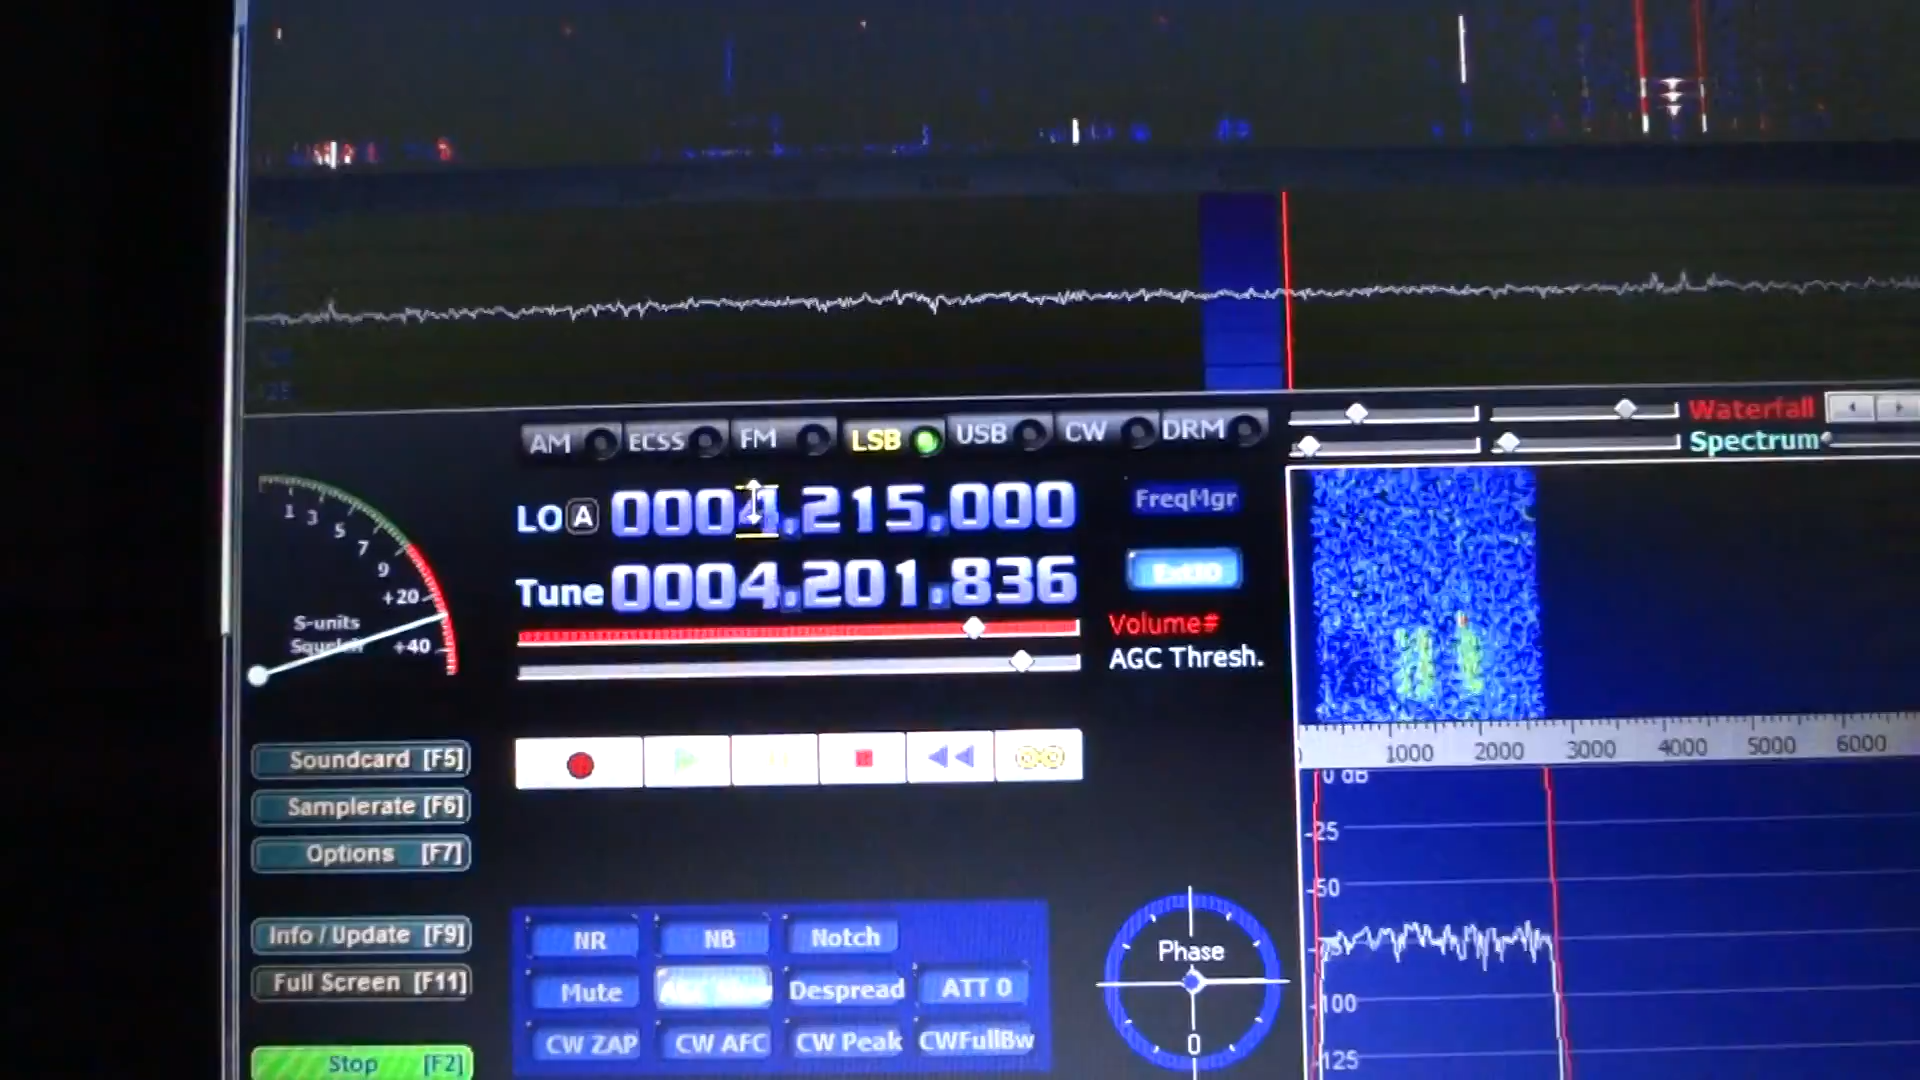 AM ECSS FM LSB USB CW DRM
Waterfall
Spectrum
LO A 0004.215.000
FreqMgr
Tune 0004.201.836
ExtIO
Volume#
AGC Thresh.
1 3 5 7 9 +20 +40
S-units
Squelch
Soundcard [F5]
Samplerate [F6]
Options [F7]
Info / Update [F9]
Full Screen [F11]
Stop [F2]
NR NB Notch
Mute Despread ATT 0
CW ZAP CW AFC CW Peak CWFullBw
Phase
0
1000 2000 3000 4000 5000 6000
0 dB
-25
-50
-75
-100
-125